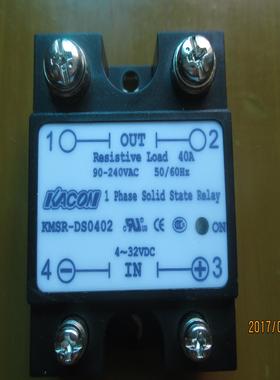 1 OUT 2
Resistive Load 40A
90-240VAC 50/60Hz
KACON 1 Phase Solid State Relay
KMSR-DS0402 ON
4~32VDC
4 IN 3
2017/0